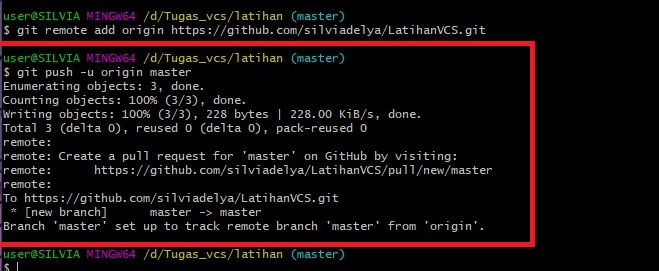 user@SILVIA MINGW64 /d/Tugas_vcs/latihan (master)
$ git remote add origin https://github.com/silviadelya/LatihanVCS.git
user@SILVIA MINGW64 /d/Tugas_vcs/latihan (master)
$ git push -u origin master
Enumerating objects: 3, done.
Counting objects: 100% (3/3), done.
Writing objects: 100% (3/3), 228 bytes | 228.00 KiB/s, done.
Total 3 (delta 0), reused 0 (delta 0), pack-reused 0
remote:
remote: Create a pull request for 'master' on GitHub by visiting:
remote:      https://github.com/silviadelya/LatihanVCS/pull/new/master
remote:
To https://github.com/silviadelya/LatihanVCS.git
 * [new branch]      master -> master
Branch 'master' set up to track remote branch 'master' from 'origin'.
user@SILVIA MINGW64 /d/Tugas_vcs/latihan (master)
$